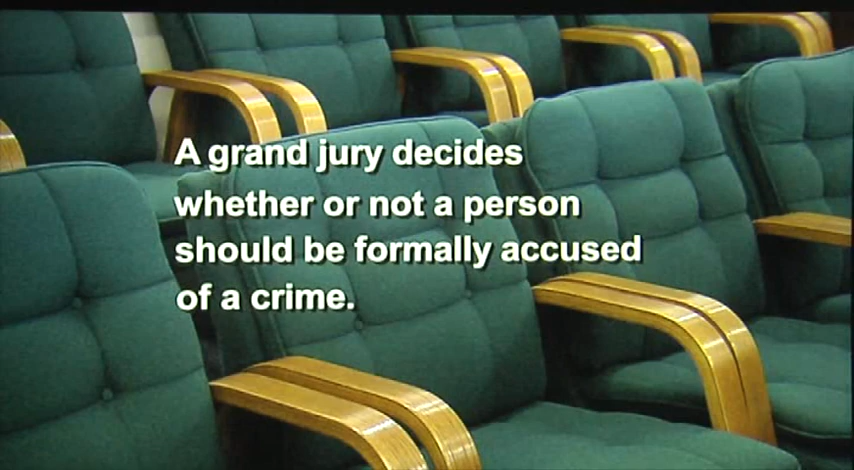 A grand jury decides
whether or not a person
should be formally accused
of a crime.